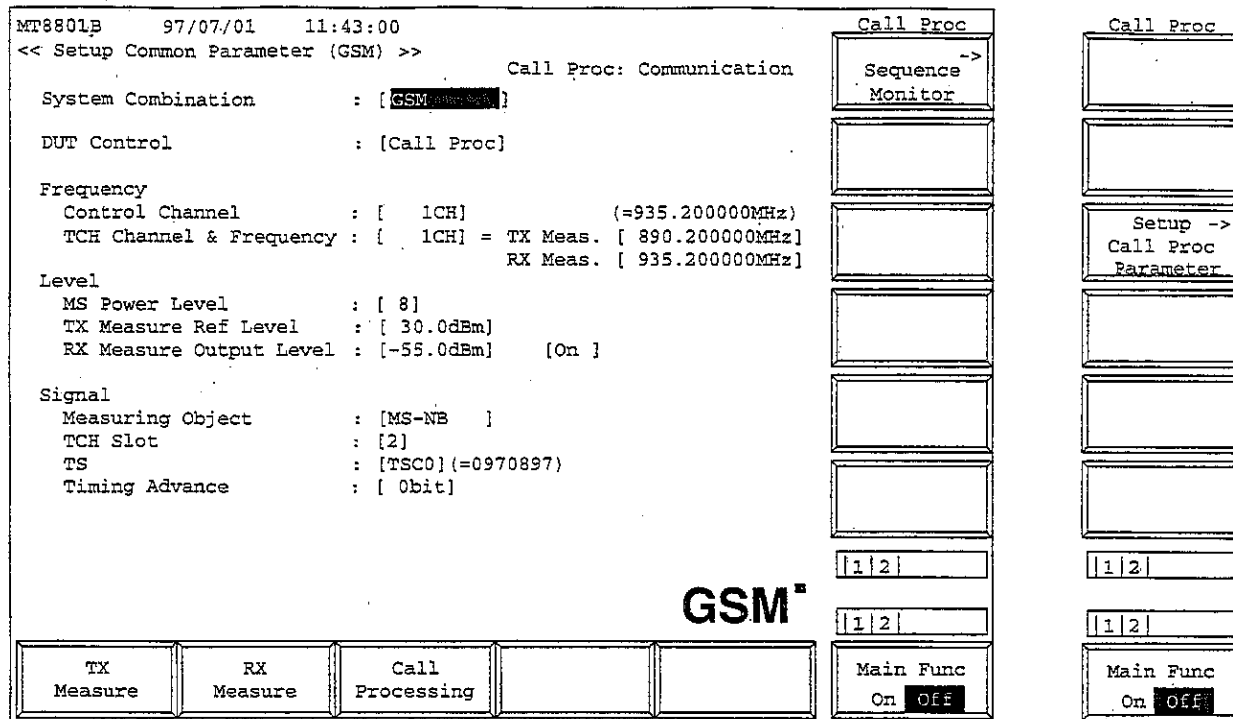 MT8801B 97/07/01 11:43:00
<< Setup Common Parameter (GSM) >>
Call Proc: Communication
System Combination : [GSM ]
DUT Control : [Call Proc]
Frequency
Control Channel : [ 1CH] (=935.200000MHz)
TCH Channel & Frequency : [ 1CH] = TX Meas. [ 890.200000MHz]
RX Meas. [ 935.200000MHz]
Level
MS Power Level : [ 8]
TX Measure Ref Level : [ 30.0dBm]
RX Measure Output Level : [-55.0dBm] [On ]
Signal
Measuring Object : [MS-NB ]
TCH Slot : [2]
TS : [TSC0](=0970897)
Timing Advance : [ 0bit]
GSM
TX
Measure
RX
Measure
Call
Processing
Call Proc
->
Sequence
Monitor
|1|2|
|1|2|
Main Func
On Off
Call Proc
Setup ->
Call Proc
Parameter
|1|2|
|1|2|
Main Func
On Off